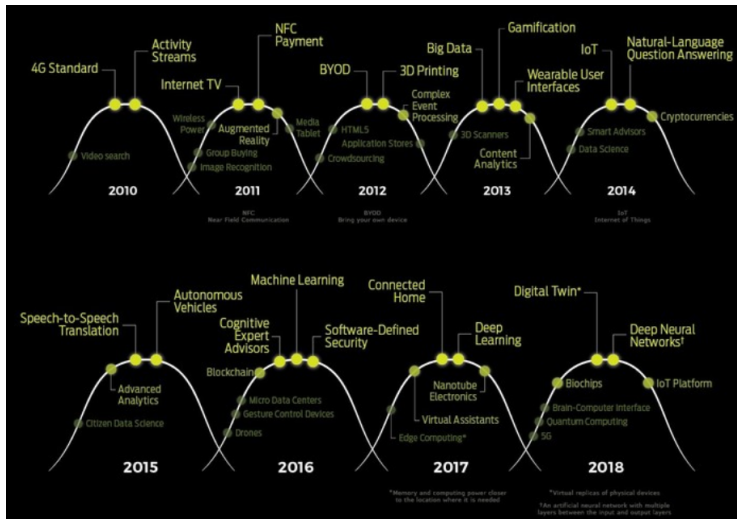 4G Standard
Activity
Streams
Video search
2010
NFC
Payment
Internet TV
Wireless
Power
Augmented
Reality
Media
Tablet
Group Buying
Image Recognition
2011
NFC
Near Field Communication
BYOD
3D Printing
Complex
Event
Processing
HTML5
Application Stores
Crowdsourcing
2012
BYOD
Bring your own device
Gamification
Big Data
Wearable User
Interfaces
3D Scanners
Content
Analytics
2013
IoT
Natural-Language
Question Answering
Cryptocurrencies
Smart Advisors
Data Science
2014
IoT
Internet of Things
Autonomous
Vehicles
Speech-to-Speech
Translation
Advanced
Analytics
Citizen Data Science
2015
Machine Learning
Cognitive
Expert
Advisors
Software-Defined
Security
Blockchain
Micro Data Centers
Gesture Control Devices
Drones
2016
Connected
Home
Deep
Learning
Nanotube
Electronics
Virtual Assistants
Edge Computing*
2017
*Memory and computing power closer
to the location where it is needed
Digital Twin*
Deep Neural
Networks†
Biochips
IoT Platform
Brain-Computer Interface
Quantum Computing
5G
2018
*Virtual replicas of physical devices
†An artificial neural network with multiple
layers between the input and output layers